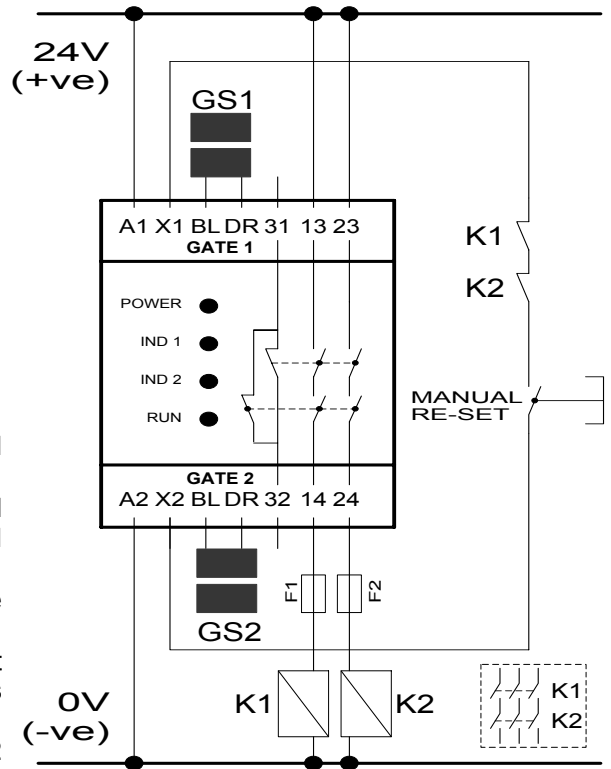 24V
(+ve)
GS1
A1 X1 BL DR 31 13 23
GATE 1
K1
K2
POWER
IND 1
IND 2
RUN
MANUAL
RE-SET
GATE 2
A2 X2 BL DR 32 14 24
F1
F2
GS2
0V
(-ve)
K1
K2
K1
K2